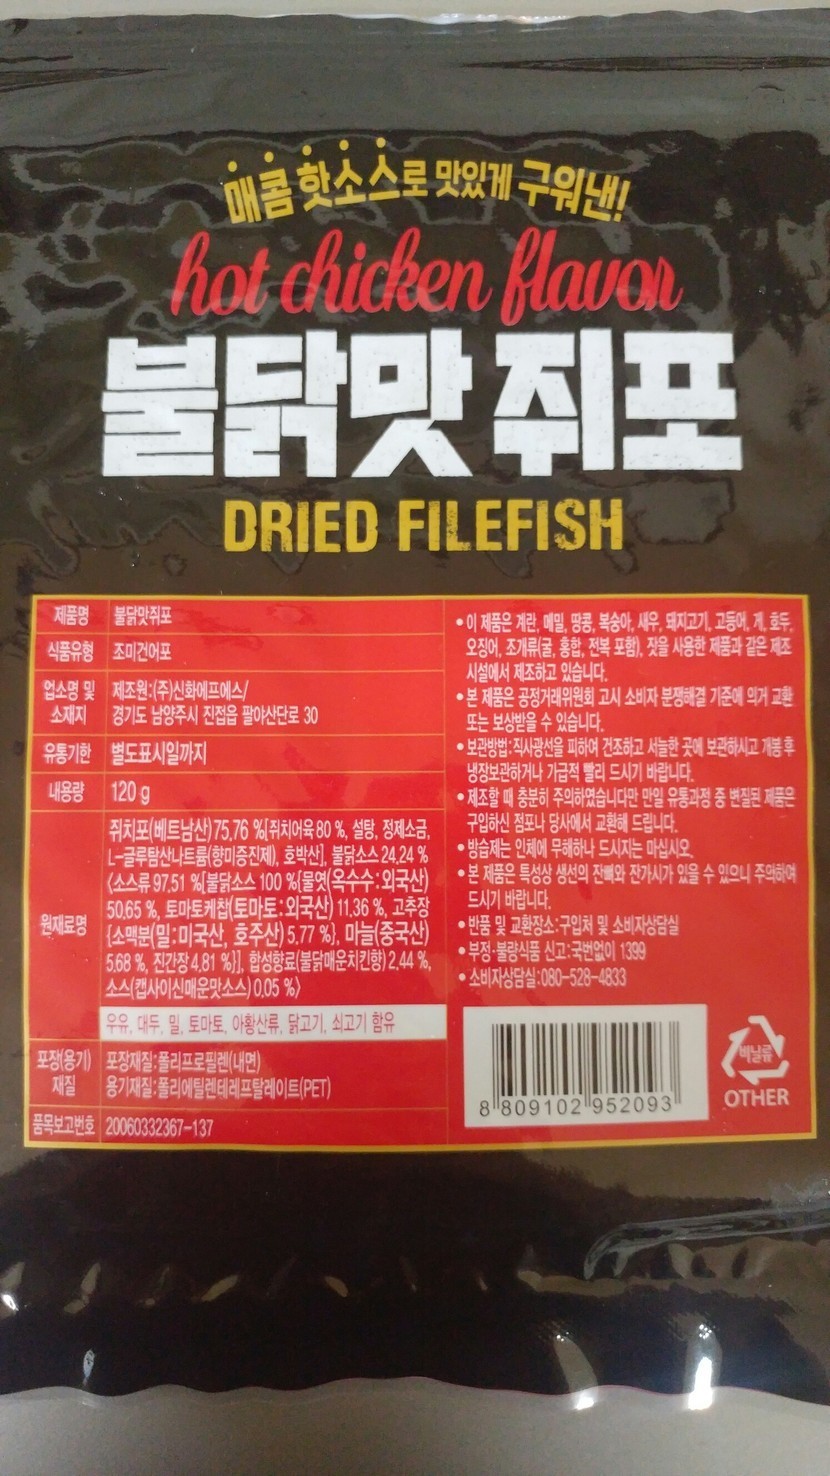 매콤 핫소스로 맛있게 구워낸!
hot chicken flavor
불닭맛 쥐포
DRIED FILEFISH
제품명 불닭맛쥐포
식품유형 조미건어포
업소명 및 소재지 제조원:(주)신화에프에스/
경기도 남양주시 진접읍 팔야산단로 30
유통기한 별도표시일까지
내용량 120 g
원재료명
쥐치포(베트남산)75,76 %{쥐치어육 80 %, 설탕, 정제소금,
L-글루탐산나트륨(향미증진제), 호박산], 불닭소스 24,24 %
〈소스류 97.51 %[불닭소스 100 %{물엿(옥수수:외국산)
50.65 %, 토마토케찹(토마토:외국산) 11.36 %, 고추장
{소맥분(밀:미국산, 호주산) 5.77 %}, 마늘(중국산)
5.68 %, 진간장 4.81 %}], 합성향료(불닭매운치킨향) 2.44 %,
소스(캡사이신매운맛소스) 0.05 %〉
우유, 대두, 밀, 토마토, 아황산류, 닭고기, 쇠고기 함유
포장(용기) 재질 포장재질:폴리프로필렌(내면)
용기재질:폴리에틸렌테레프탈레이트(PET)
품목보고번호 20060332367-137
• 이 제품은 계란, 메밀, 땅콩, 복숭아, 새우, 돼지고기, 고등어, 게, 호두,
오징어, 조개류(굴, 홍합, 전복 포함), 잣을 사용한 제품과 같은 제조
시설에서 제조하고 있습니다.
• 본 제품은 공정거래위원회 고시 소비자 분쟁해결 기준에 의거 교환
또는 보상받을 수 있습니다.
• 보관방법:직사광선을 피하여 건조하고 서늘한 곳에 보관하시고 개봉 후
냉장보관하거나 가급적 빨리 드시기 바랍니다.
• 제조할 때 충분히 주의하였습니다만 만일 유통과정 중 변질된 제품은
구입하신 점포나 당사에서 교환해 드립니다.
• 방습제는 인체에 무해하나 드시지는 마십시오.
• 본 제품은 특성상 생선의 잔뼈와 잔가시가 있을 수 있으니 주의하여
드시기 바랍니다.
• 반품 및 교환장소:구입처 및 소비자상담실
• 부정·불량식품 신고:국번없이 1399
• 소비자상담실:080-528-4833
8 809102 952093
비닐류
OTHER